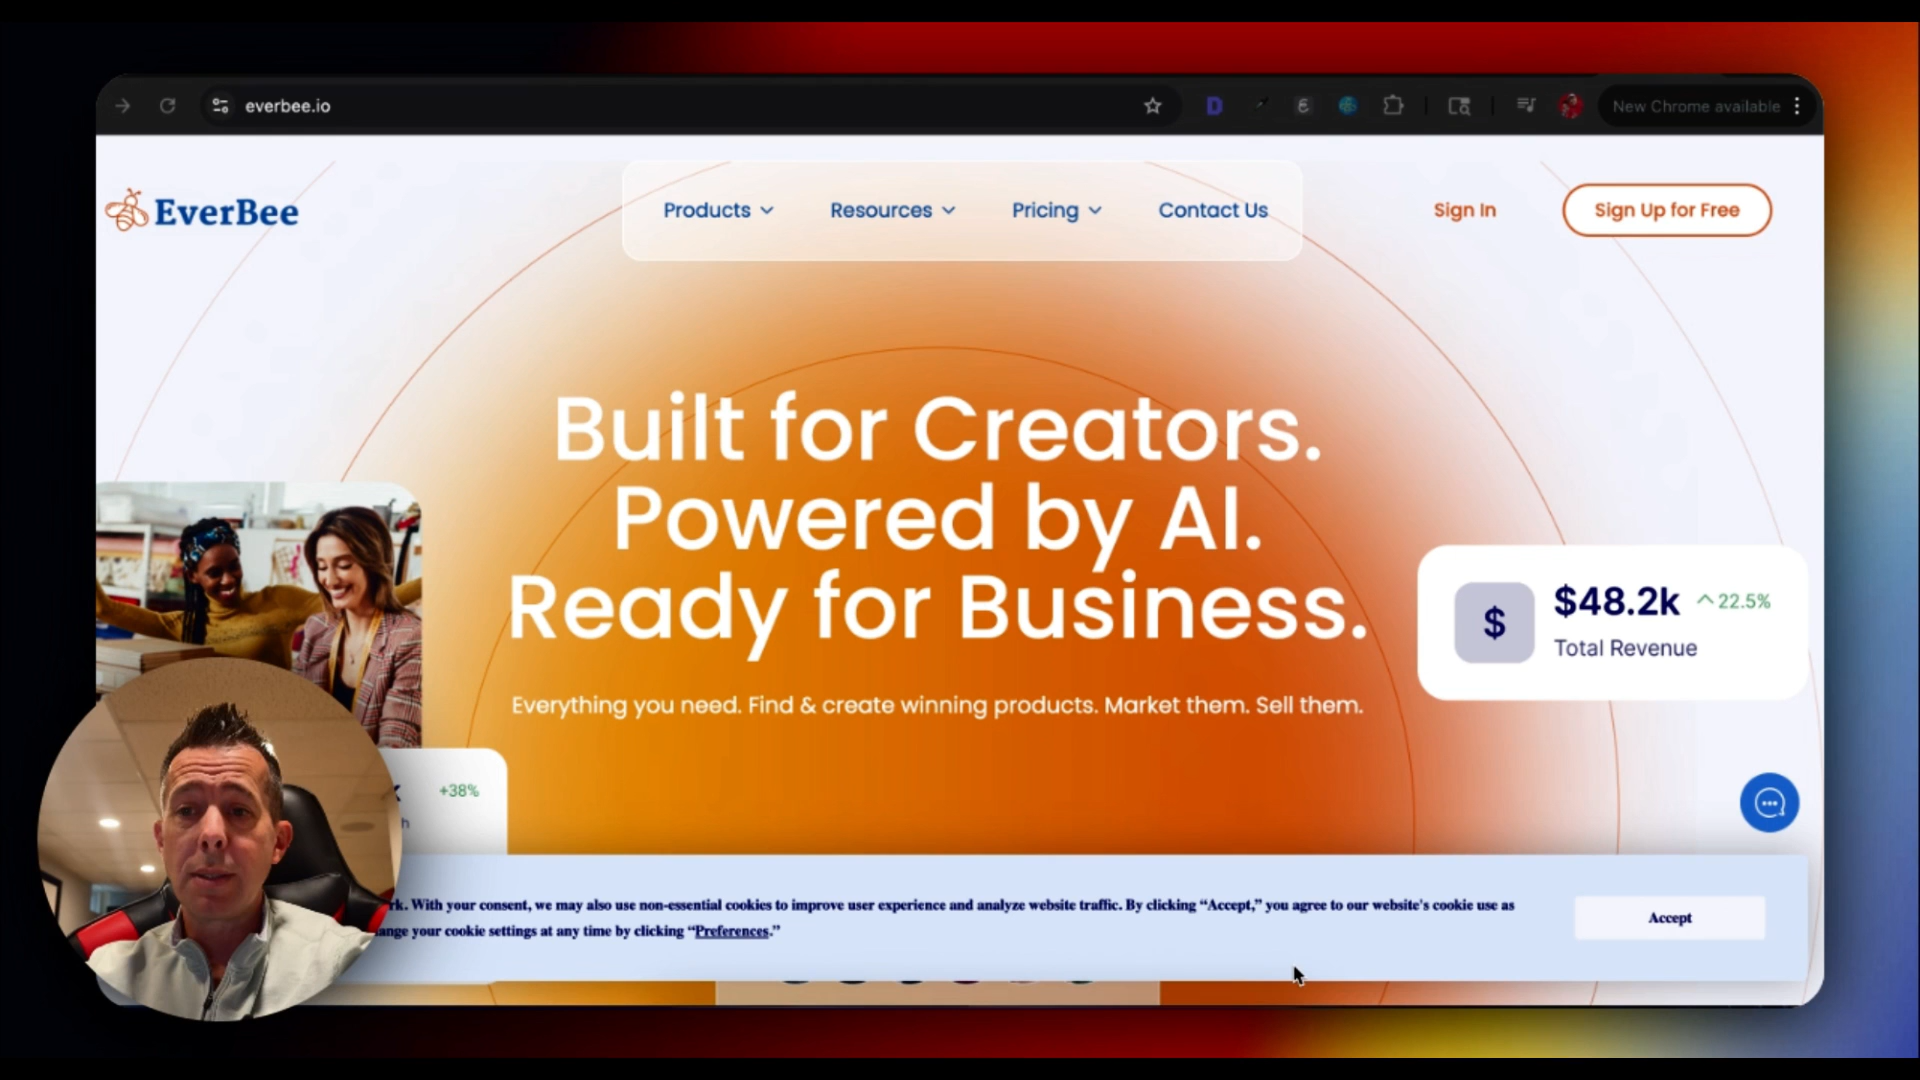 everbee.io
New Chrome available
EverBee
Products
Resources
Pricing
Contact Us
Sign In
Sign Up for Free
Built for Creators.
Powered by AI.
Ready for Business.
$
$48.2k
22.5%
Total Revenue
Everything you need. Find & create winning products. Market them. Sell them.
+38%
With your consent, we may also use non-essential cookies to improve user experience and analyze website traffic. By clicking “Accept,” you agree to our website's cookie use as
your cookie settings at any time by clicking “Preferences.”
Accept